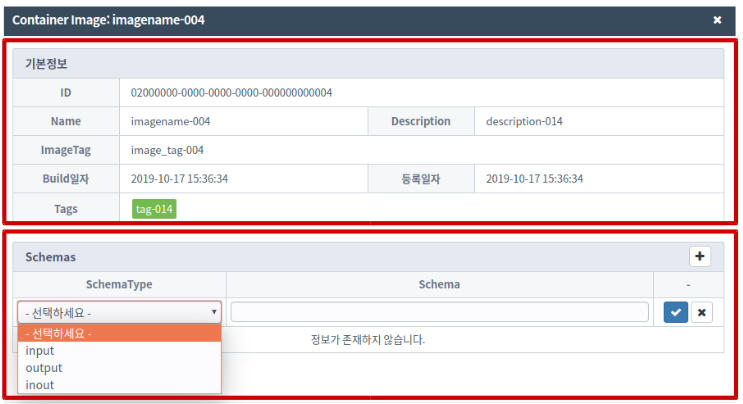 Container Image: imagename-004 ×
기본정보
ID 02000000-0000-0000-0000-000000000004
Name imagename-004 Description description-014
ImageTag image_tag-004
Build일자 2019-10-17 15:36:34 등록일자 2019-10-17 15:36:34
Tags tag-014
Schemas +
SchemaType Schema -
- 선택하세요 -
- 선택하세요 -
정보가 존재하지 않습니다.
input
output
inout